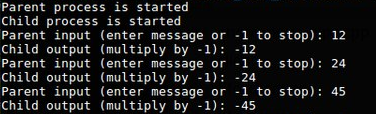 Parent process is started
Child process is started
Parent input (enter message or -1 to stop): 12
Child output (multiply by -1): -12
Parent input (enter message or -1 to stop): 24
Child output (multiply by -1): -24
Parent input (enter message or -1 to stop): 45
Child output (multiply by -1): -45